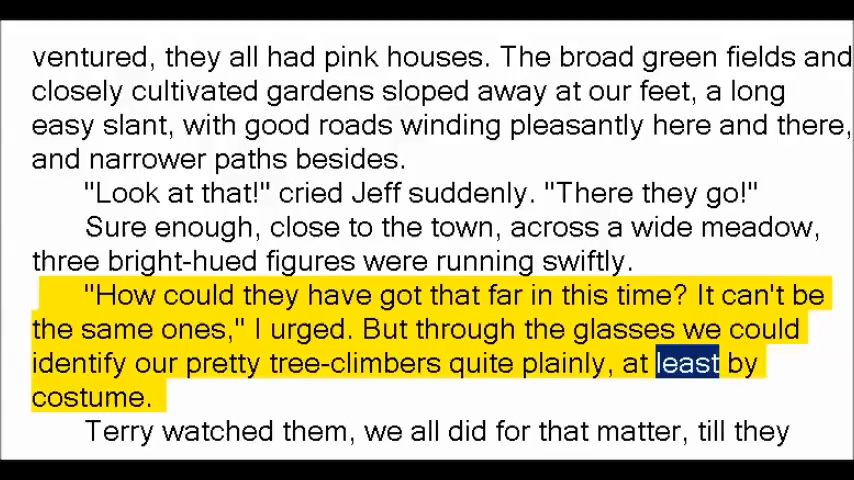 ventured, they all had pink houses. The broad green fields and
closely cultivated gardens sloped away at our feet, a long
easy slant, with good roads winding pleasantly here and there,
and narrower paths besides.
"Look at that!" cried Jeff suddenly. "There they go!"
Sure enough, close to the town, across a wide meadow,
three bright-hued figures were running swiftly.
"How could they have got that far in this time? It can't be
the same ones," I urged. But through the glasses we could
identify our pretty tree-climbers quite plainly, at least by
costume.
Terry watched them, we all did for that matter, till they